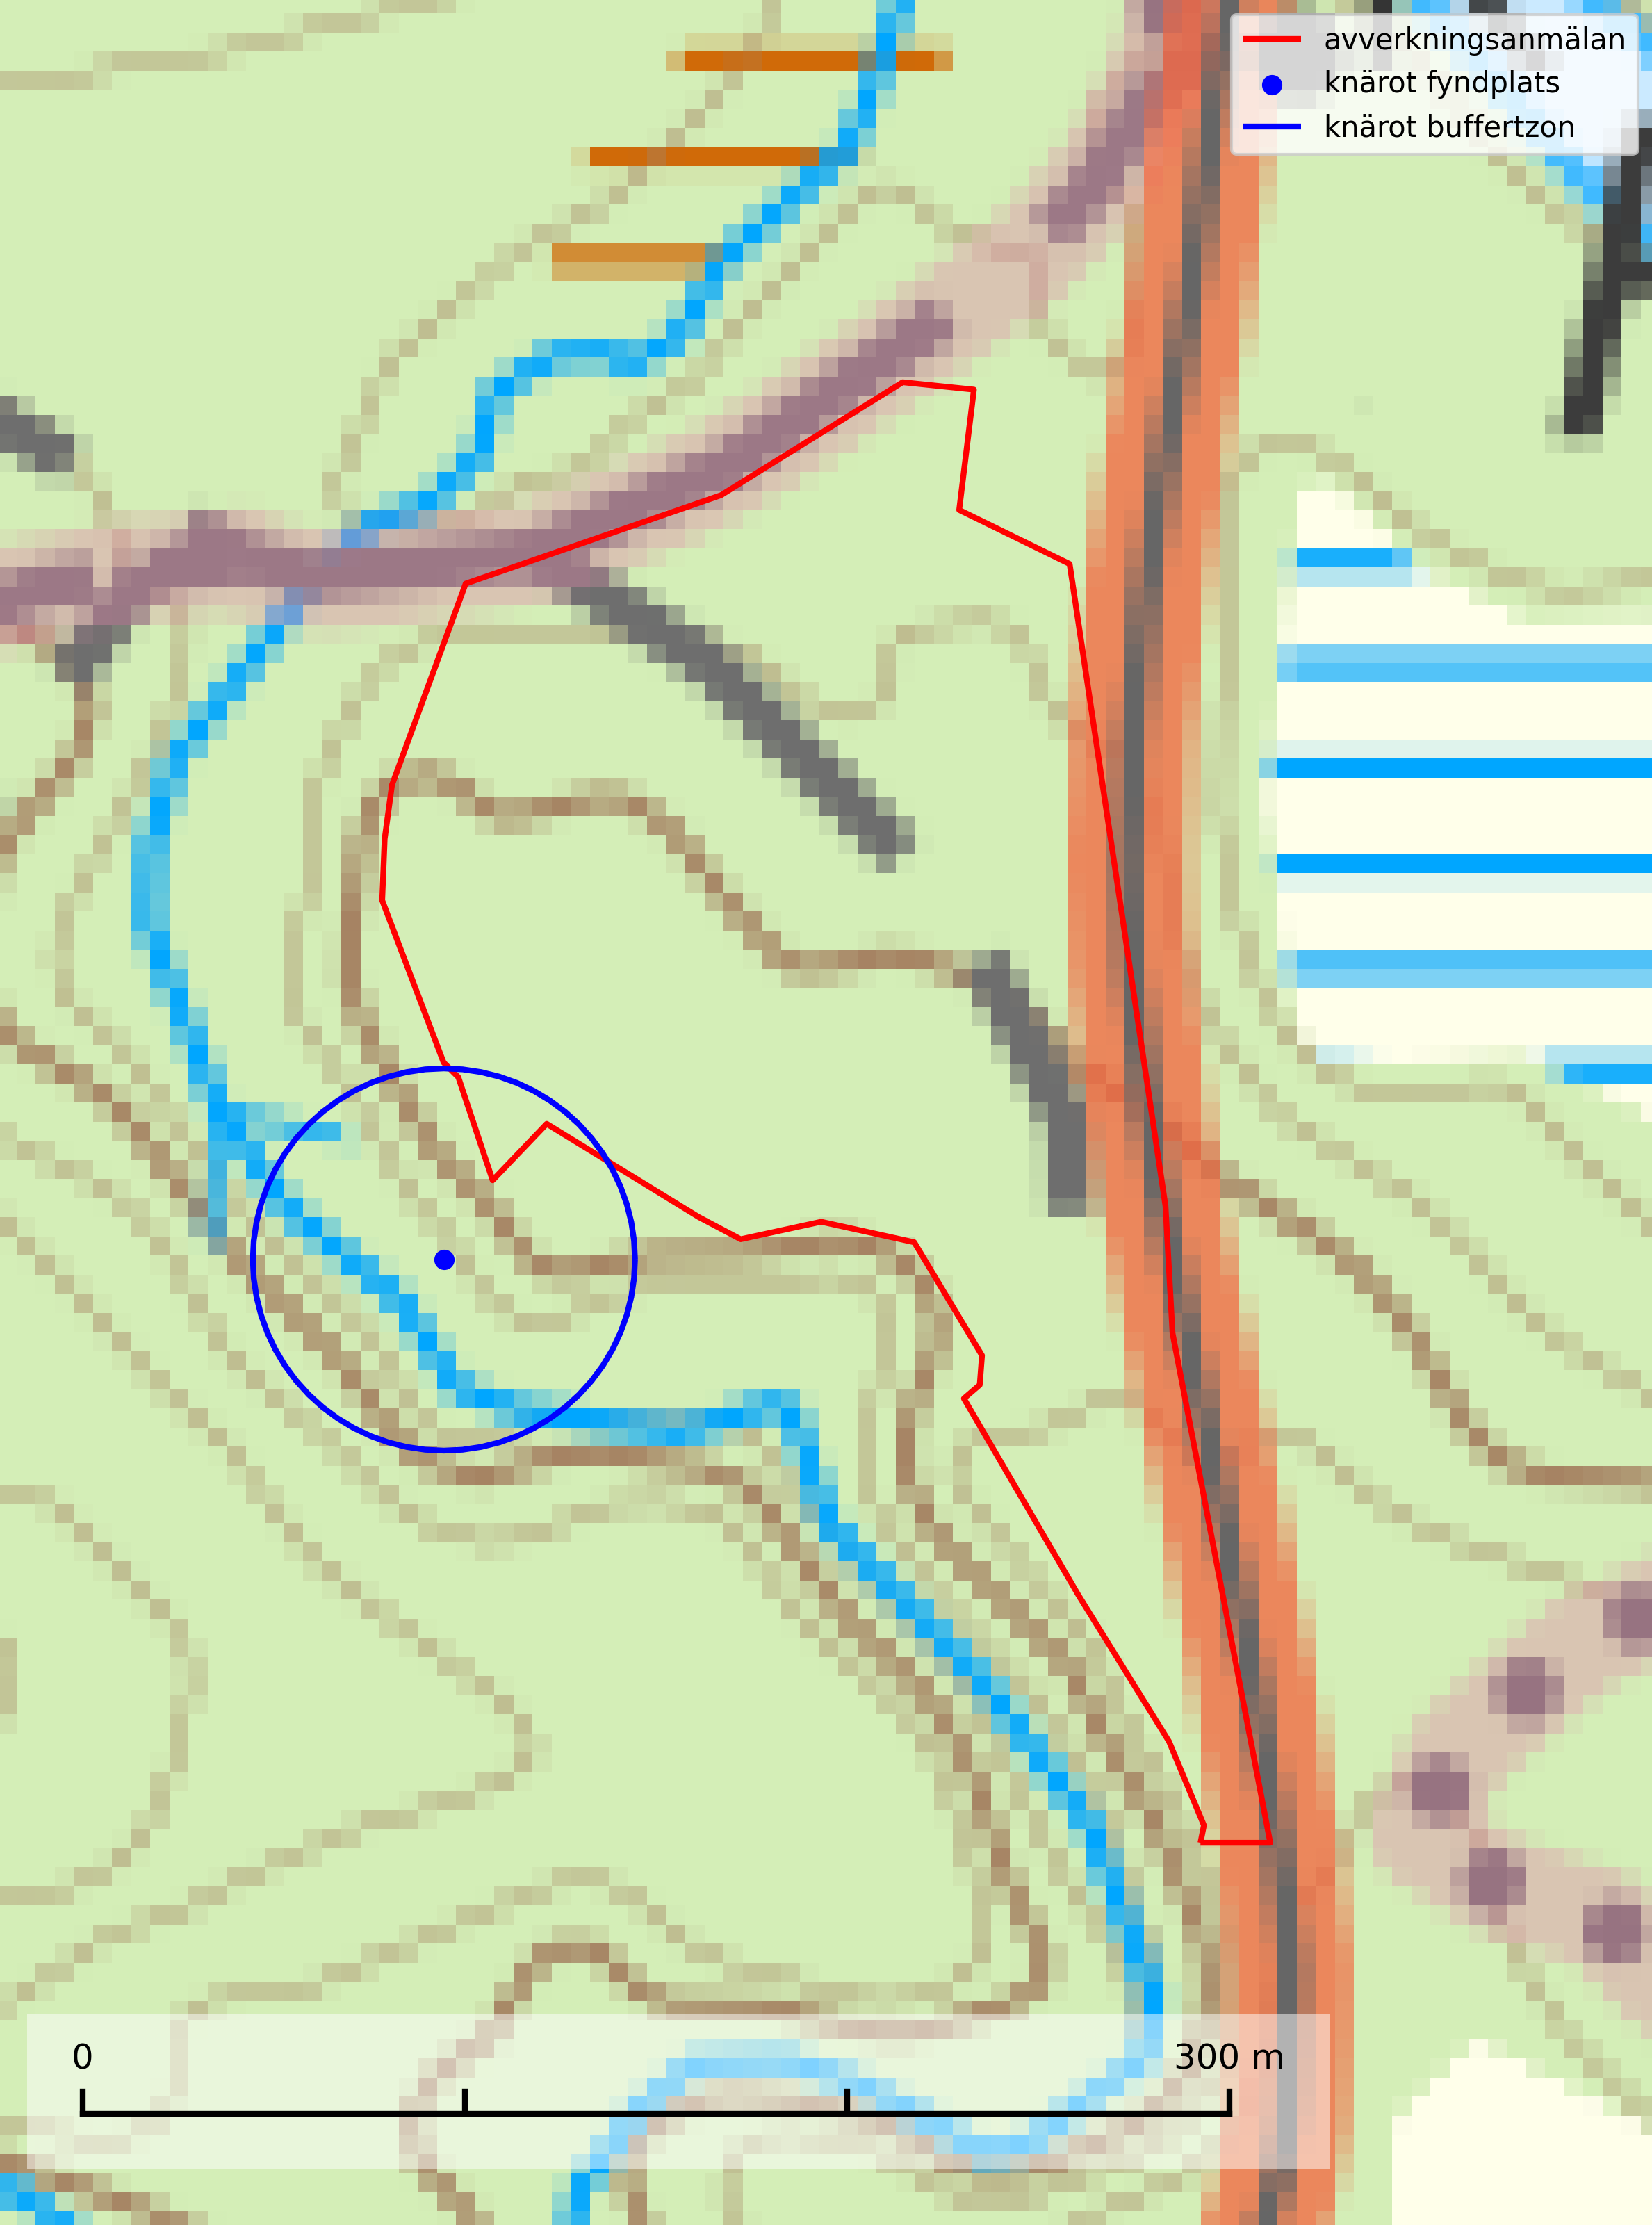 avverkningsanmälan
knärot fyndplats
knärot buffertzon
0 300 m